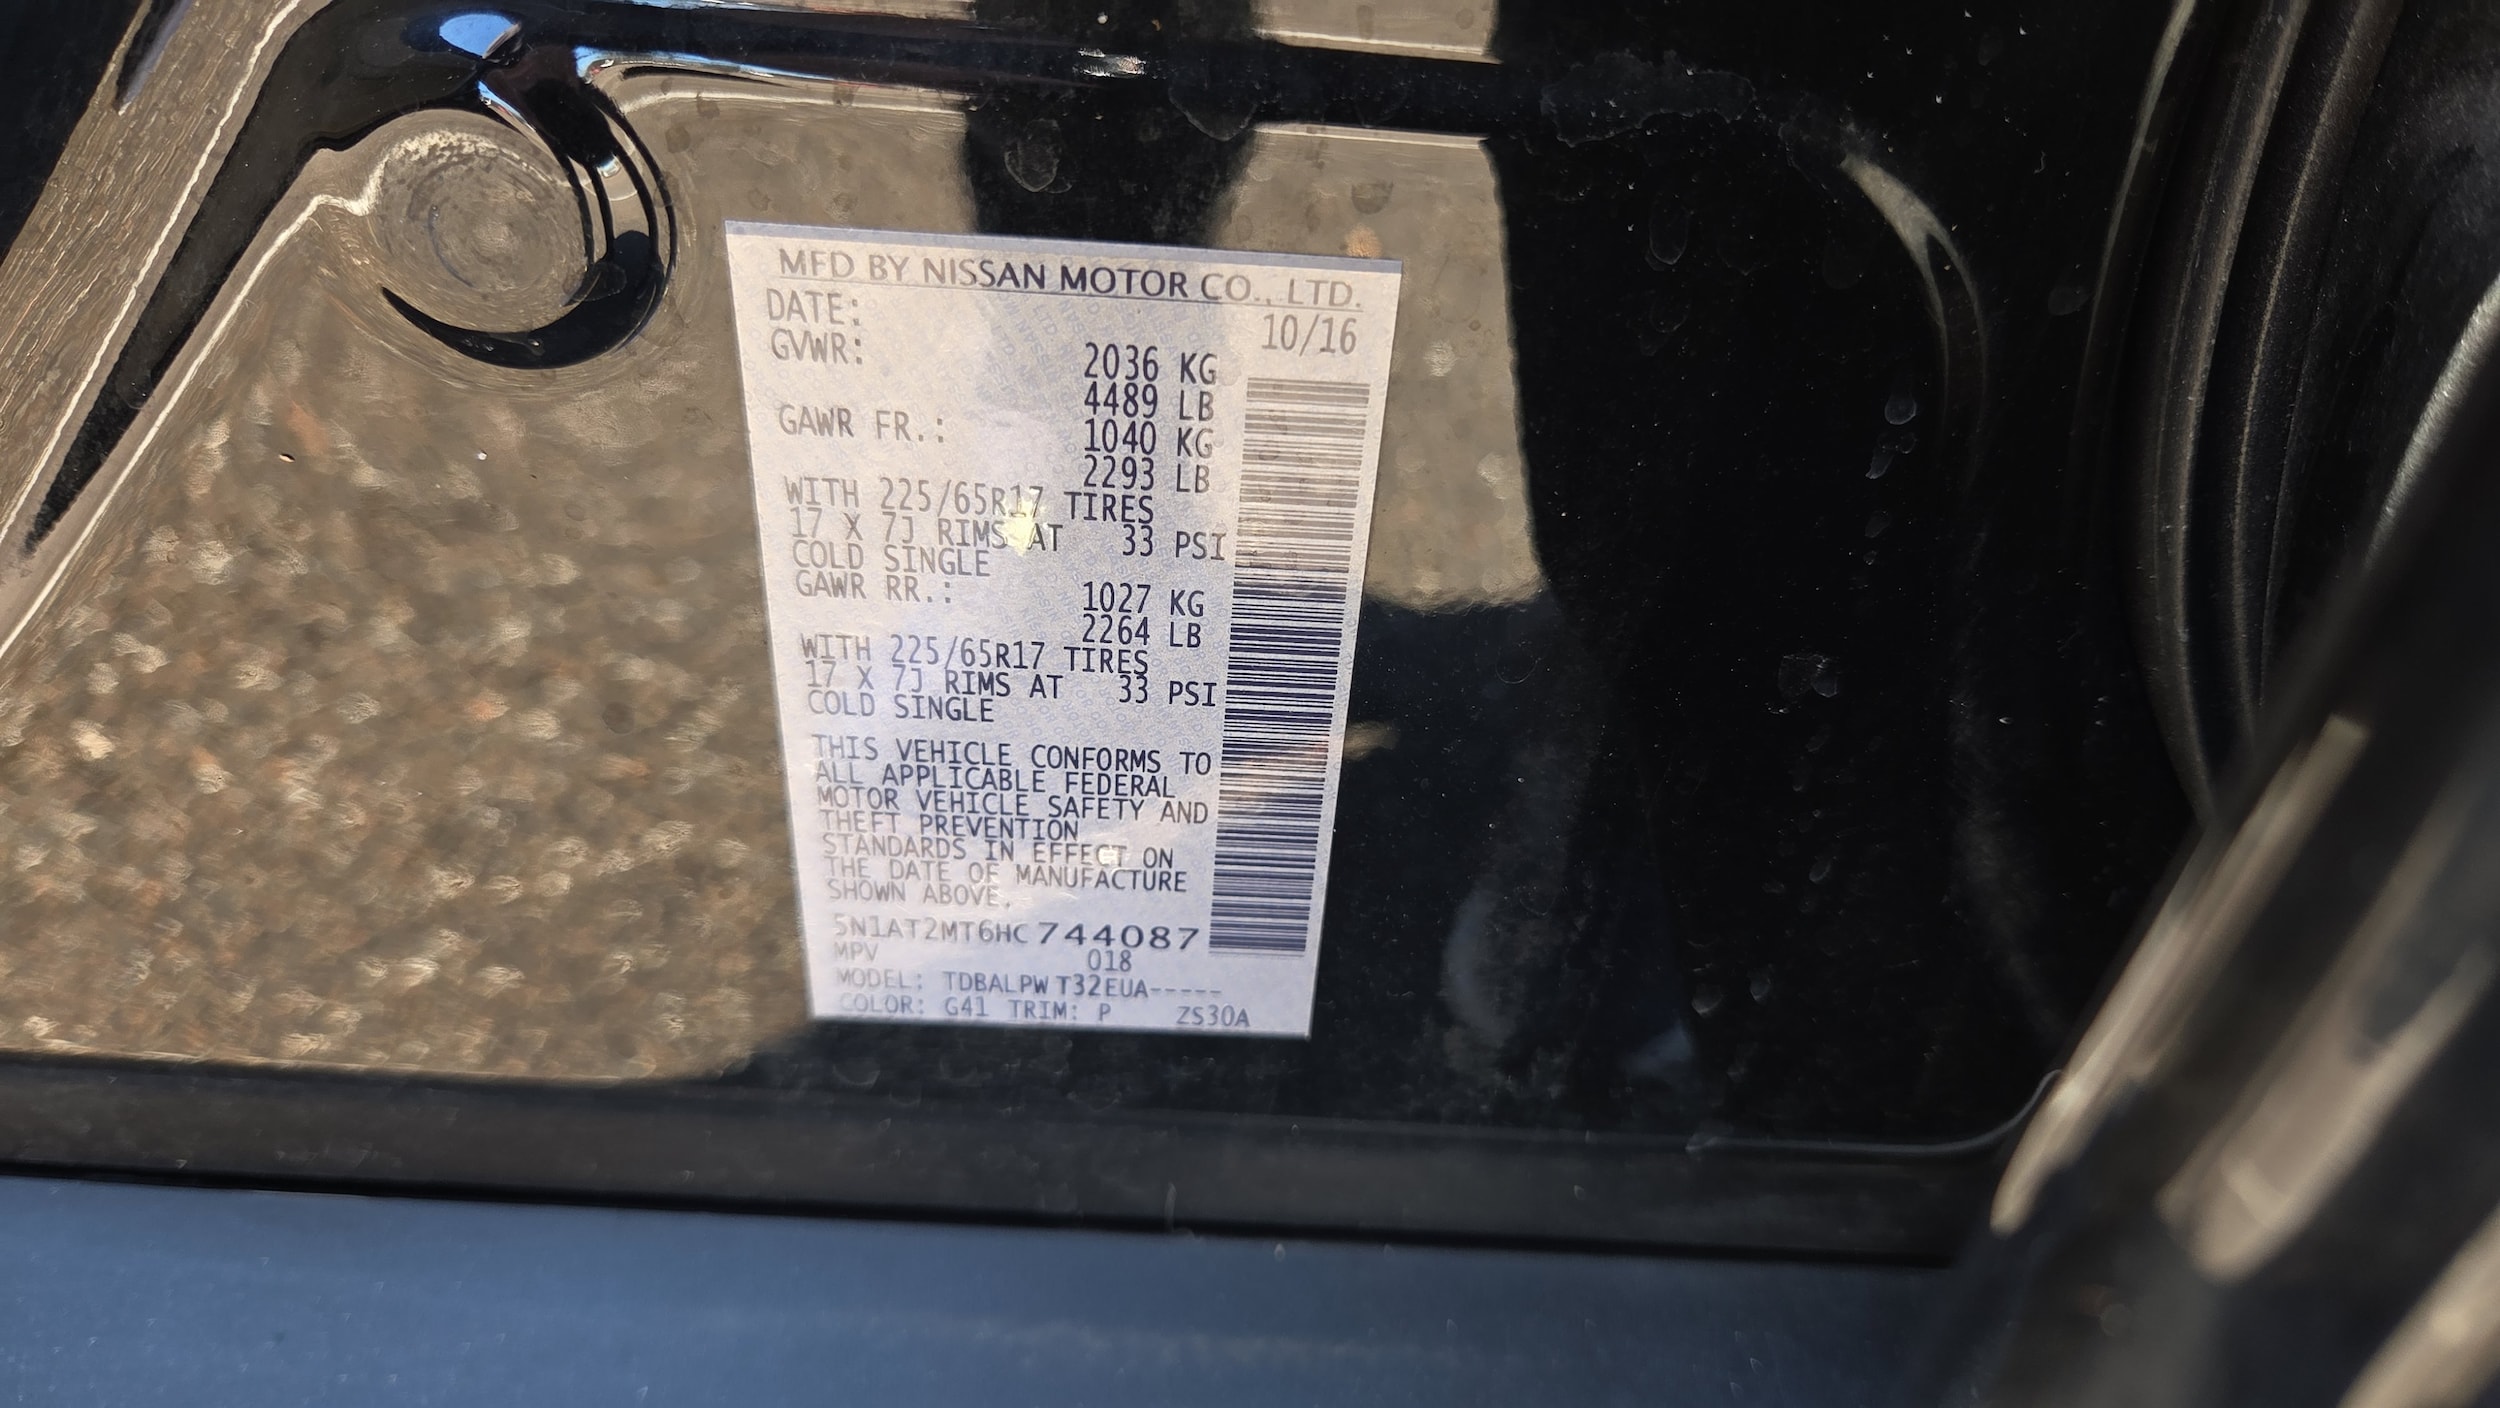 MFD BY NISSAN MOTOR CO., LTD.
DATE: 10/16
GVWR: 2036 KG
4489 LB
GAWR FR.: 1040 KG
2293 LB
WITH 225/65R17 TIRES
17 X 7J RIMS AT 33 PSI
COLD SINGLE
GAWR RR.: 1027 KG
2264 LB
WITH 225/65R17 TIRES
17 X 7J RIMS AT 33 PSI
COLD SINGLE
THIS VEHICLE CONFORMS TO
ALL APPLICABLE FEDERAL
MOTOR VEHICLE SAFETY AND
THEFT PREVENTION
STANDARDS IN EFFECT ON
THE DATE OF MANUFACTURE
SHOWN ABOVE.
5N1AT2MT6HC744087
MPV 018
MODEL: TDBALPW T32EUA-----
COLOR: G41 TRIM: P ZS30A